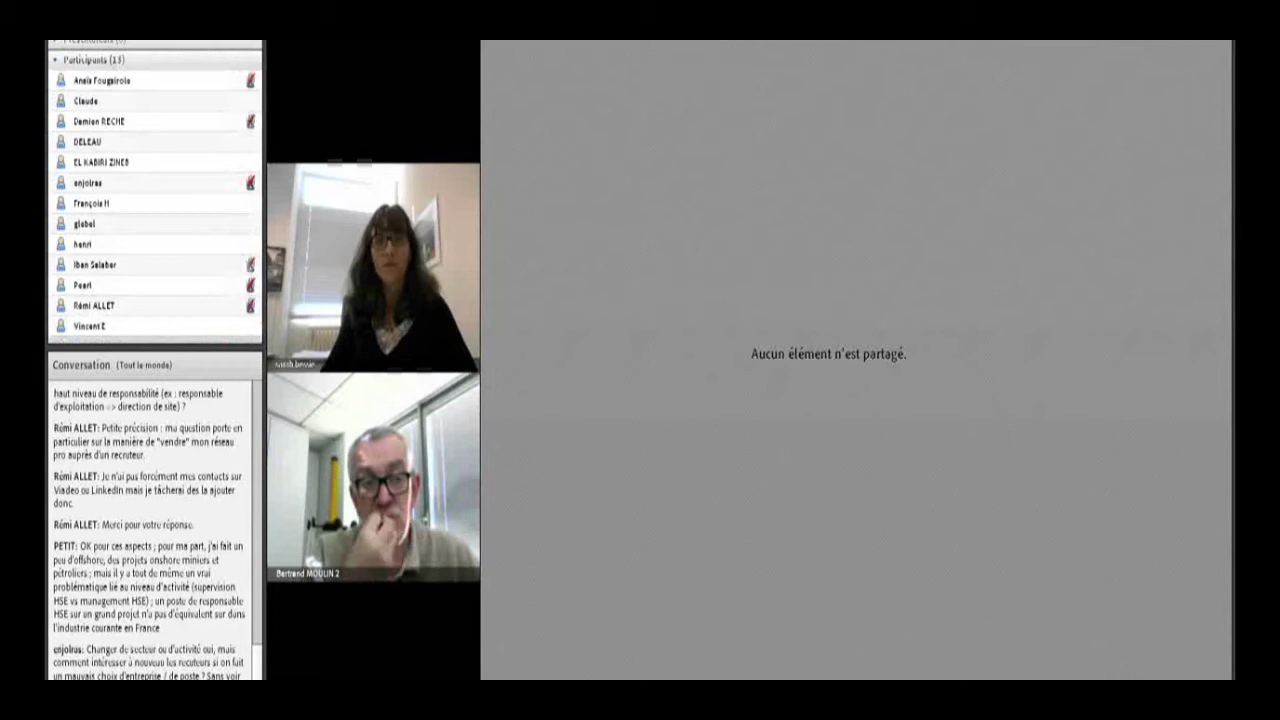 Participants (13)
Anaïs Fougairole
Claude
Damien RECHE
DELEAU
EL KABIRI ZINEB
enjolras
François H
glebel
henri
Iban Salaber
Pearl
Rémi ALLET
Vincent E
Conversation (Tout le monde)
haut niveau de responsabilité (ex : responsable
d'exploitation => direction de site) ?
Rémi ALLET: Petite précision : ma question porte en
particulier sur la manière de "vendre" mon réseau
pro auprès d'un recruteur.
Rémi ALLET: Je n'ai pas forcément mes contacts sur
Viadeo ou LinkedIn mais je tâcherai des la ajouter
donc.
Rémi ALLET: Merci pour votre réponse.
PETIT: OK pour ces aspects ; pour ma part, j'ai fait un
peu d'offshore, des projets onshore miniers et
pétroliers ; mais il y a tout de même un vrai
problématique lié au niveau d'activité (supervision
HSE vs management HSE) ; un poste de responsable
HSE sur un grand projet n'a pas d'équivalent sur dans
l'industrie courante en France
enjolras: Changer de secteur ou d'activité oui, mais
comment intérésser à nouveau les recuteurs si on fait
un mauvais choix d'entreprise / de poste ? Sans voir
Bertrand MOULIN 2
Aucun élément n'est partagé.